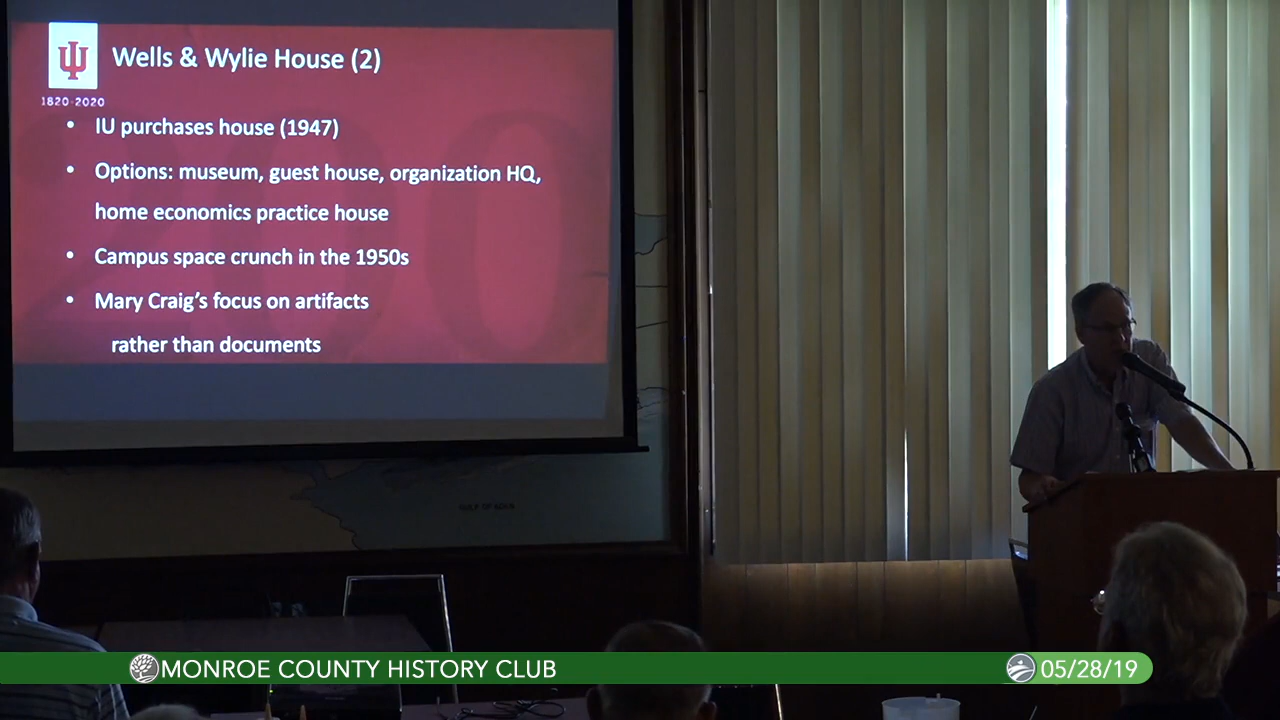 Wells & Wylie House (2)
1820-2020
• IU purchases house (1947)
• Options: museum, guest house, organization HQ,
home economics practice house
• Campus space crunch in the 1950s
• Mary Craig's focus on artifacts
rather than documents
MONROE COUNTY HISTORY CLUB
05/28/19